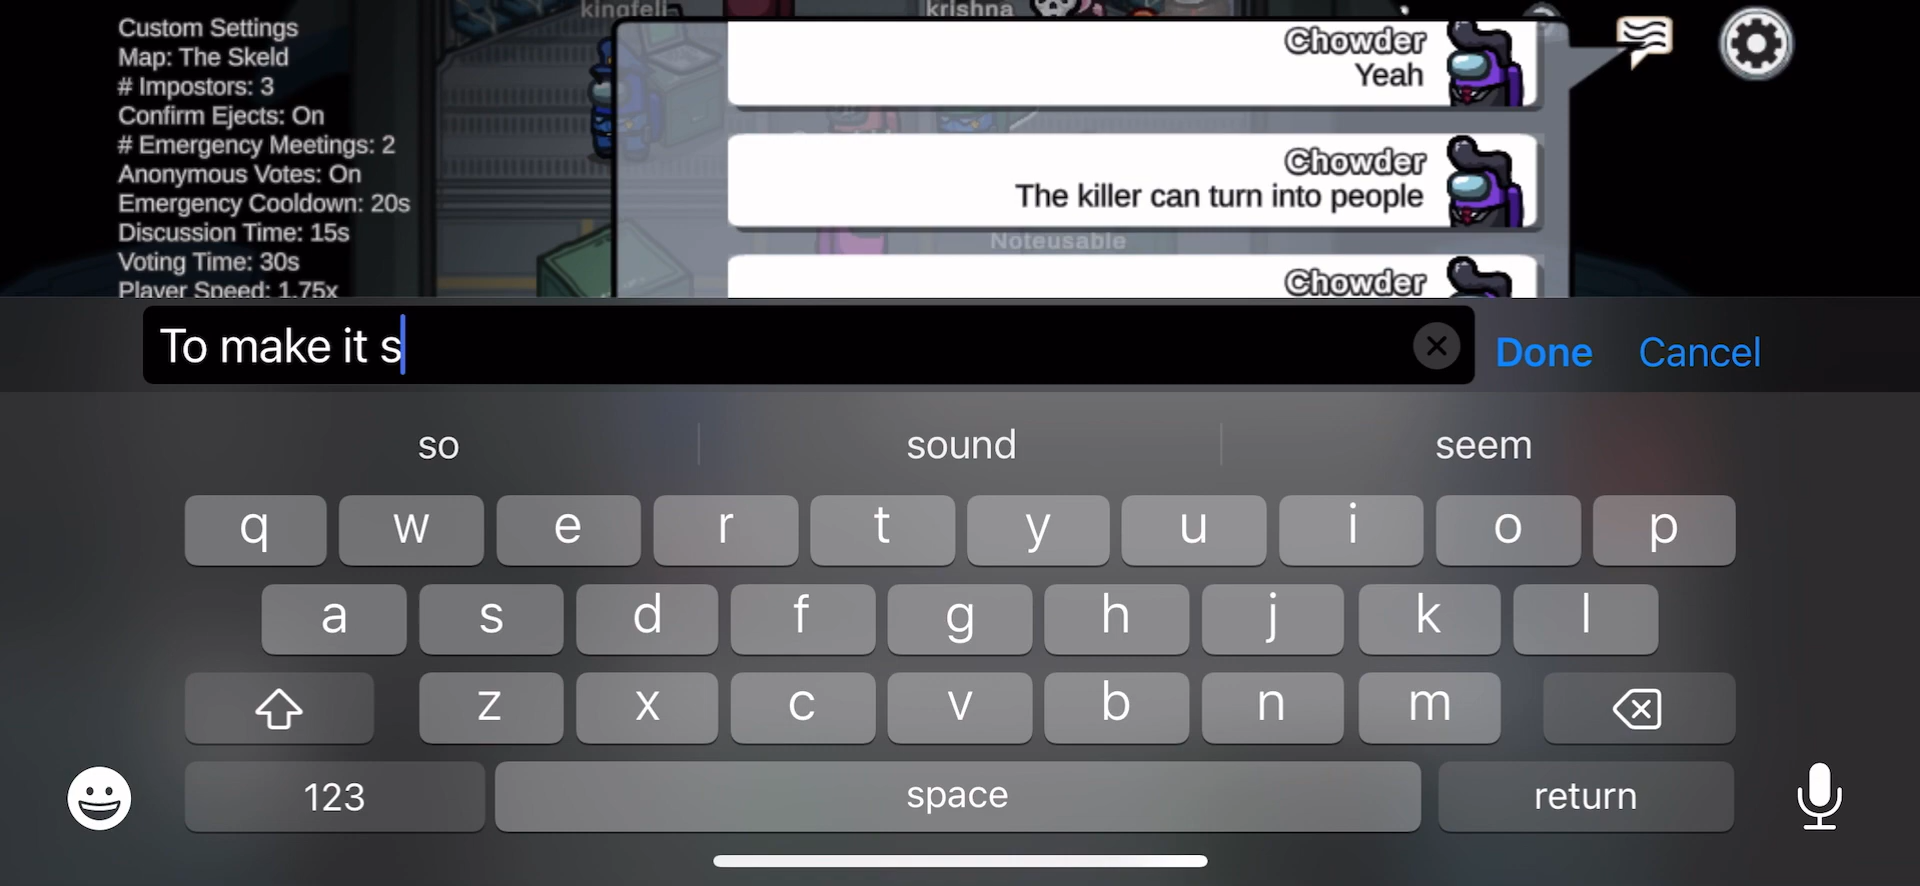 Custom Settings
Map: The Skeld
# Impostors: 3
Confirm Ejects: On
# Emergency Meetings: 2
Anonymous Votes: On
Emergency Cooldown: 20s
Discussion Time: 15s
Voting Time: 30s
Player Speed: 1.75x
kingfeli
krishna
Chowder
Yeah
Chowder
The killer can turn into people
Noteusable
Chowder
To make it s
Done
Cancel
so
sound
seem
q w e r t y u i o p
a s d f g h j k l
z x c v b n m
123
space
return